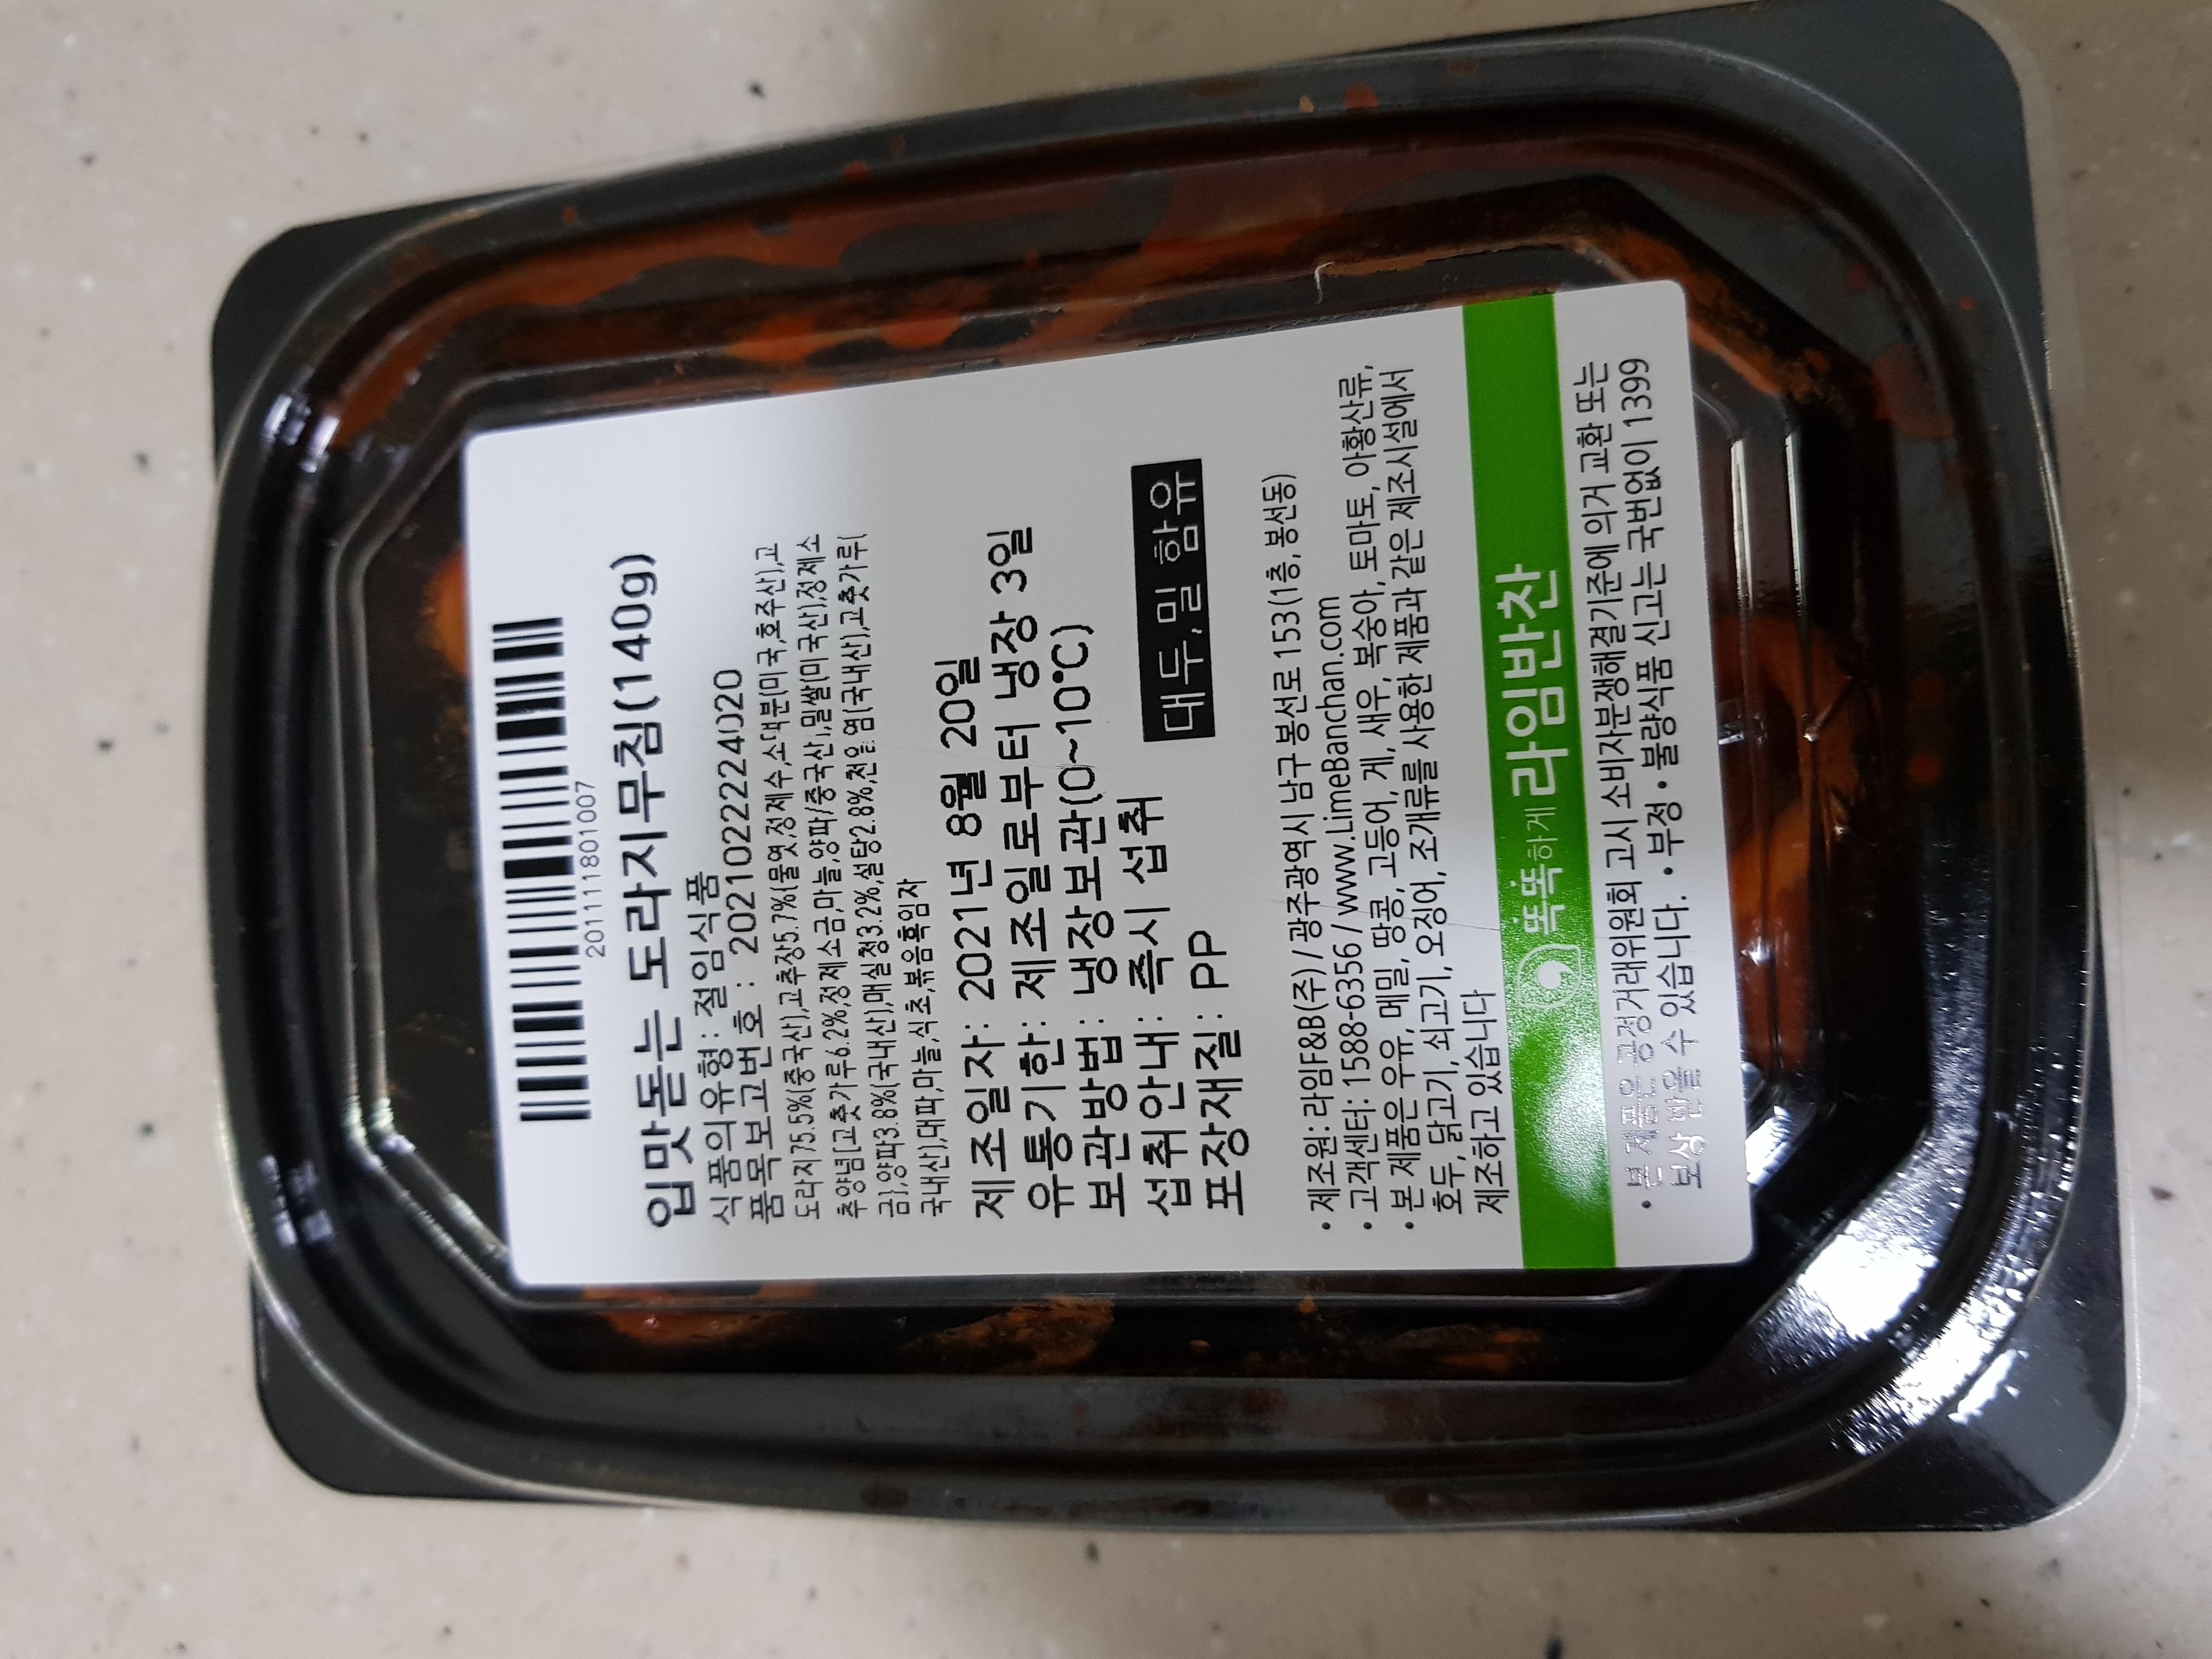 2011111801007
입맛돋는 도라지무침(140g)
식품의유형: 절임식품
품목보고번호 : 2021022224020
도라지75.5%(중국산),고추장5.7%{물엿,정제수,소맥분(미국,호주산),고
추양념[고춧가루6.2%,정제소금,마늘,양파/중국산],밀쌀(미국산),정제소
금},양파3.8%(국내산),매실청3.2%,설탕2.8%,천일염(국내산),고춧가루(
국내산),대파,마늘,식초,볶음흑임자
제조일자: 2021년 8월 20일
유통기한: 제조일로부터 냉장 3일
보관방법: 냉장보관(0~10℃)
섭취안내: 즉시 섭취
포장재질: PP
대두,밀 함유
• 제조원: 라임F&B(주) / 광주광역시 남구 봉선로 153(1층, 봉선동)
• 고객센터: 1588-6356 / www.LimeBanchan.com
• 본 제품은 우유, 메밀, 땅콩, 고등어, 게, 새우, 복숭아, 토마토, 아황산류,
호두, 닭고기, 쇠고기, 오징어, 조개류를 사용한 제품과 같은 제조시설에서
제조하고 있습니다
똑똑하게 라임반찬
• 본 제품은 공정거래위원회 고시 소비자분쟁해결기준에 의거 교환 또는
보상 받을 수 있습니다. • 부정 • 불량식품 신고는 국번없이 1399